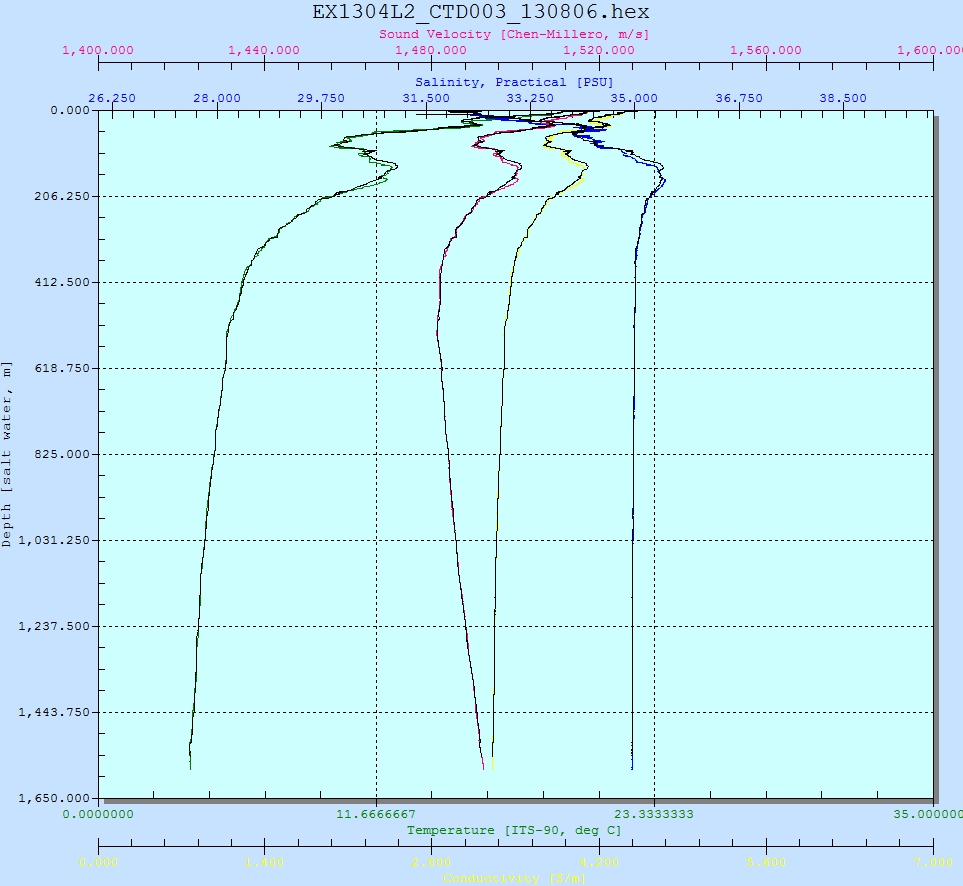 EX1304L2_CTD003_130806.hex
Sound Velocity [Chen-Millero, m/s]
1,400.000 1,440.000 1,480.000 1,520.000 1,560.000 1,600.000
Salinity, Practical [PSU]
26.250 28.000 29.750 31.500 33.250 35.000 36.750 38.500
0.000
206.250
412.500
618.750
825.000
1,031.250
1,237.500
1,443.750
1,650.000
Depth [salt water, m]
0.0000000 11.6666667 23.3333333 35.000000
Temperature [ITS-90, deg C]
0.000 1.400 2.800 4.200 5.600 7.000
Conductivity [S/m]